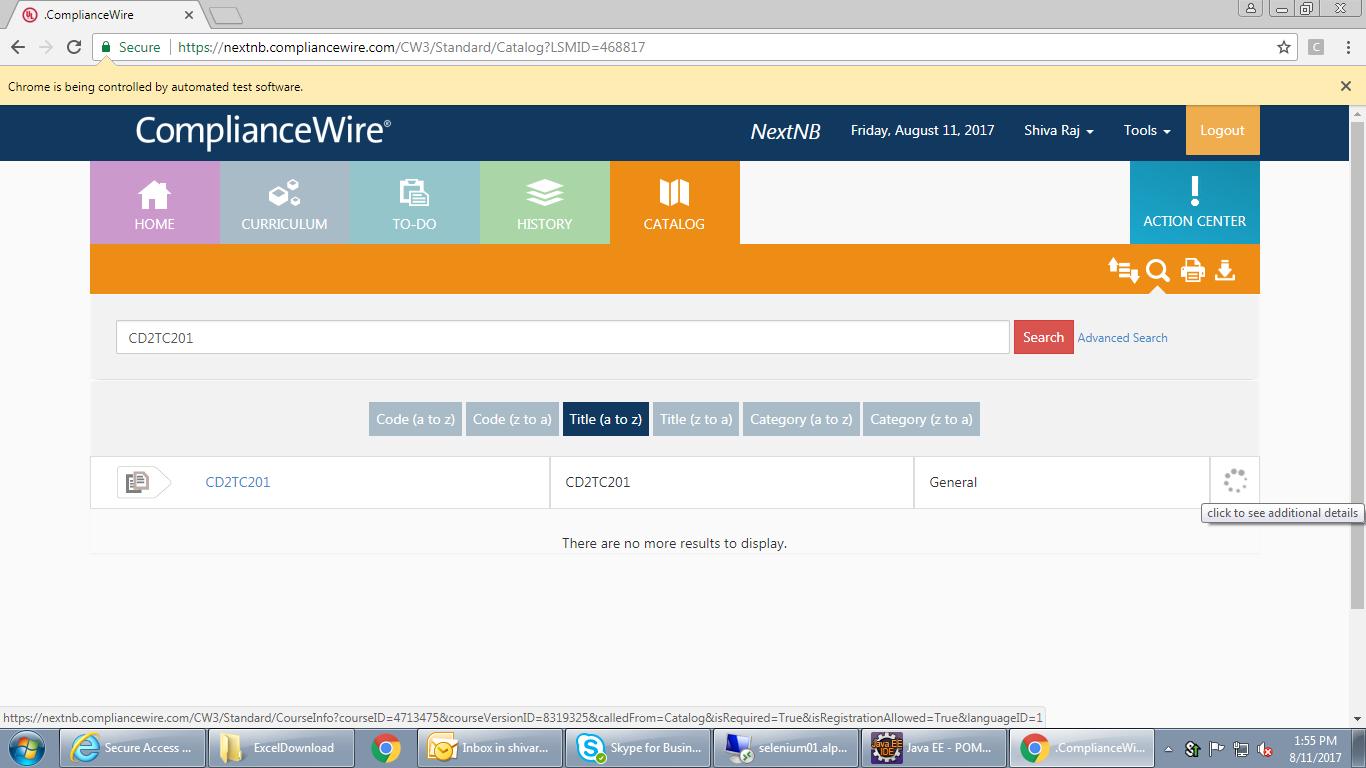 .ComplianceWire
Secure https://nextnb.compliancewire.com/CW3/Standard/Catalog?LSMID=468817
C
Chrome is being controlled by automated test software.
ComplianceWire®
NextNB Friday, August 11, 2017 Shiva Raj Tools Logout
HOME CURRICULUM TO-DO HISTORY CATALOG ACTION CENTER
CD2TC201 Search Advanced Search
Code (a to z) Code (z to a) Title (a to z) Title (z to a) Category (a to z) Category (z to a)
CD2TC201 CD2TC201 General
click to see additional details
There are no more results to display.
https://nextnb.compliancewire.com/CW3/Standard/CourseInfo?courseID=4713475&courseVersionID=8319325&calledFrom=Catalog&isRequired=True&isRegistrationAllowed=True&languageID=1
Secure Access ... ExcelDownload Inbox in shivar... Skype for Busin... selenium01.alp... Java EE IDE Java EE - POM... .ComplianceWi... 1:55 PM
8/11/2017